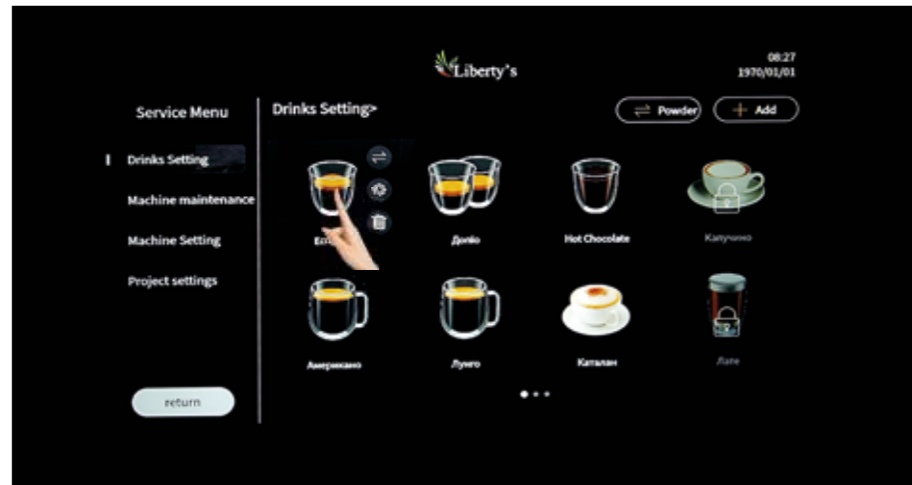 Liberty's
08:27
1970/01/01
Service Menu
Drinks Setting>
Powder
Add
Drinks Setting
Machine maintenance
Machine Setting
Project settings
Допіо
Hot Chocolate
Капучино
Американо
Лунго
Каталан
Лате
return